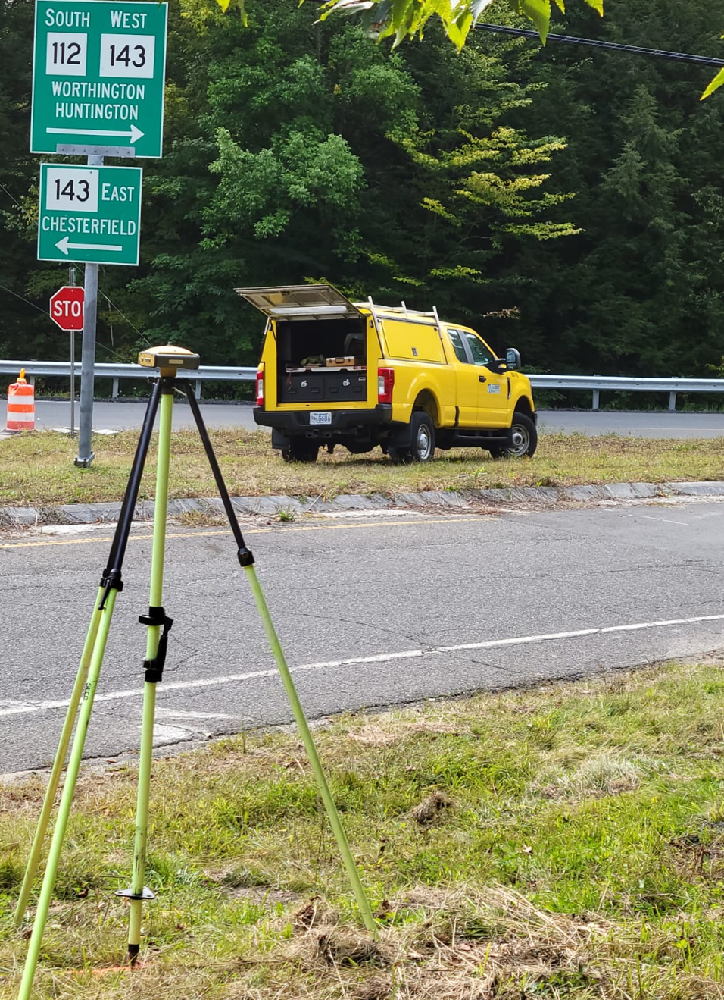 SOUTH WEST
112 143
WORTHINGTON
HUNTINGTON
143 EAST
CHESTERFIELD
STO